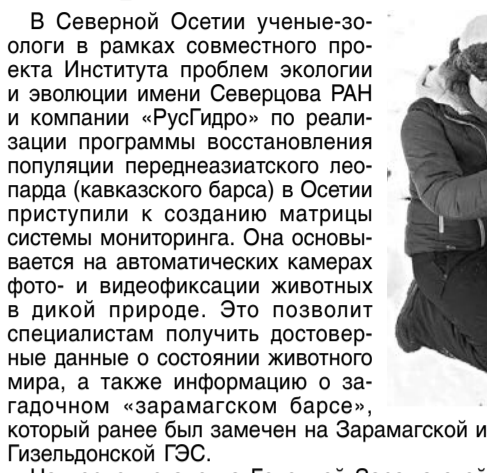 В Северной Осетии ученые-зо-
ологи в рамках совместного про-
екта Института проблем экологии
и эволюции имени Северцова РАН
и компании «РусГидро» по реали-
зации программы восстановления
популяции переднеазиатского лео-
парда (кавказского барса) в Осетии
приступили к созданию матрицы
системы мониторинга. Она основы-
вается на автоматических камерах
фото- и видеофиксации животных
в дикой природе. Это позволит
специалистам получить достовер-
ные данные о состоянии животного
мира, а также информацию о за-
гадочном «зарамагском барсе»,
который ранее был замечен на Зарамагской и
Гизельдонской ГЭС.